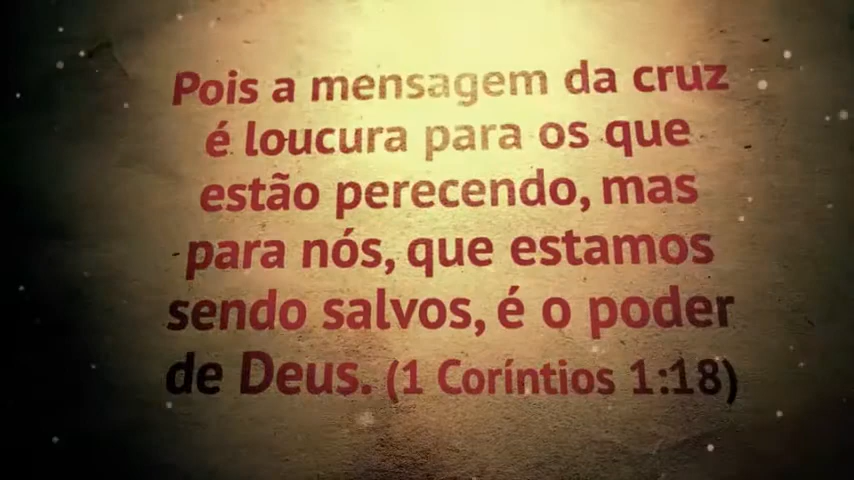 Pois a mensagem da cruz
é loucura para os que
estão perecendo, mas
para nós, que estamos
sendo salvos, é o poder
de Deus. (1 Coríntios 1:18)